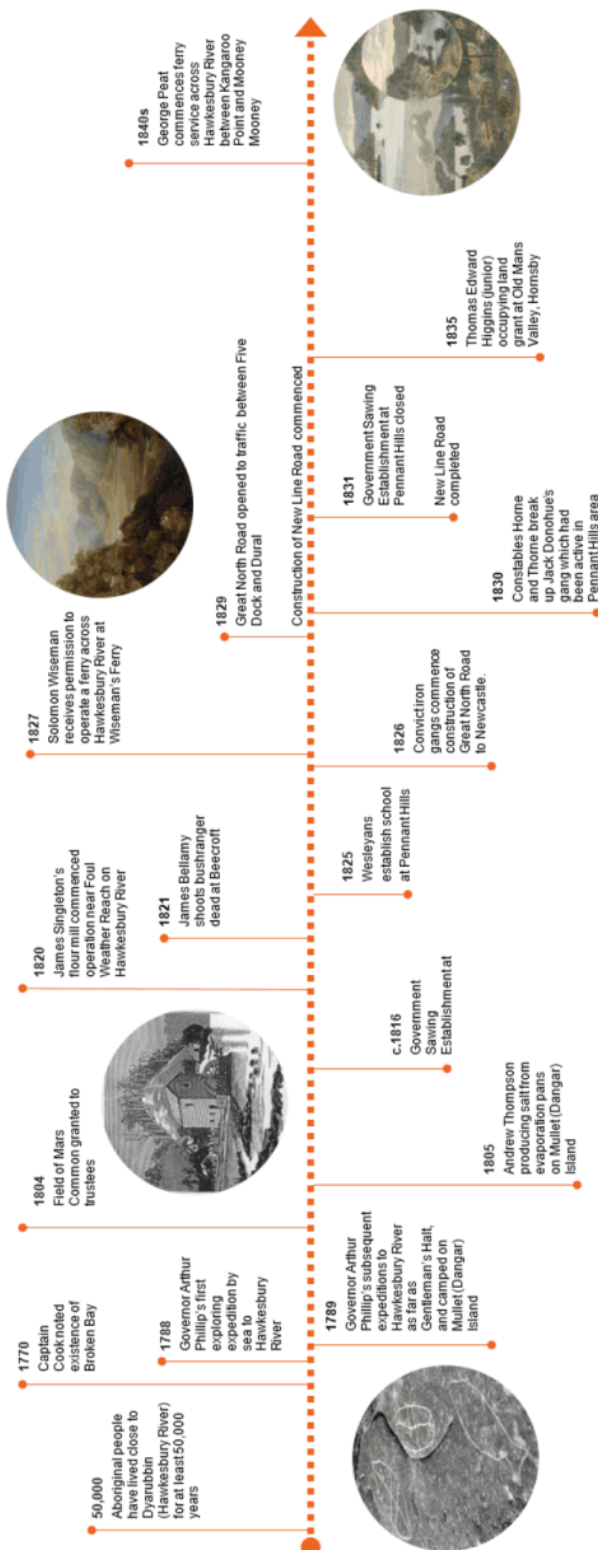 50,000
Aboriginal people
have lived close to
Dyarubbin
(Hawkesbury River)
for at least 50,000
years
1770
Captain
Cook noted
existence of
Broken Bay
1788
Governor Arthur
Phillip's first
exploring
expedition by
sea to
Hawkesbury
River
1789
Governor Arthur
Phillip's subsequent
expeditions to
Hawkesbury River
as far as
Gentleman's Halt,
and camped on
Mullet (Dangar)
Island
1804
Field of Mars
Common granted to
trustees
1805
Andrew Thompson
producing salt from
evaporation pans
on Mullet (Dangar)
Island
c.1816
Government
Sawing
Establishment at
1820
James Singleton's
flour mill commenced
operation near Foul
Weather Reach on
Hawkesbury River
1821
James Bellamy
shoots bushranger
dead at Beecroft
1825
Wesleyans
establish school
at Pennant Hills
1826
Convict iron
gangs commence
construction of
Great North Road
to Newcastle.
1827
Solomon Wiseman
receives permission to
operate a ferry across
Hawkesbury River at
Wiseman's Ferry
1829
Great North Road opened to traffic between Five
Dock and Dural
Construction of New Line Road commenced
1830
Constables Horne
and Thorne break
up Jack Donohue's
gang which had
been active in
Pennant Hills area
1831
Government Sawing
Establishment at
Pennant Hills closed
New Line Road
completed
1835
Thomas Edward
Higgins (junior)
occupying land
grant at Old Mans
Valley, Hornsby
1840s
George Peat
commences ferry
service across
Hawkesbury River
between Kangaroo
Point and Mooney
Mooney